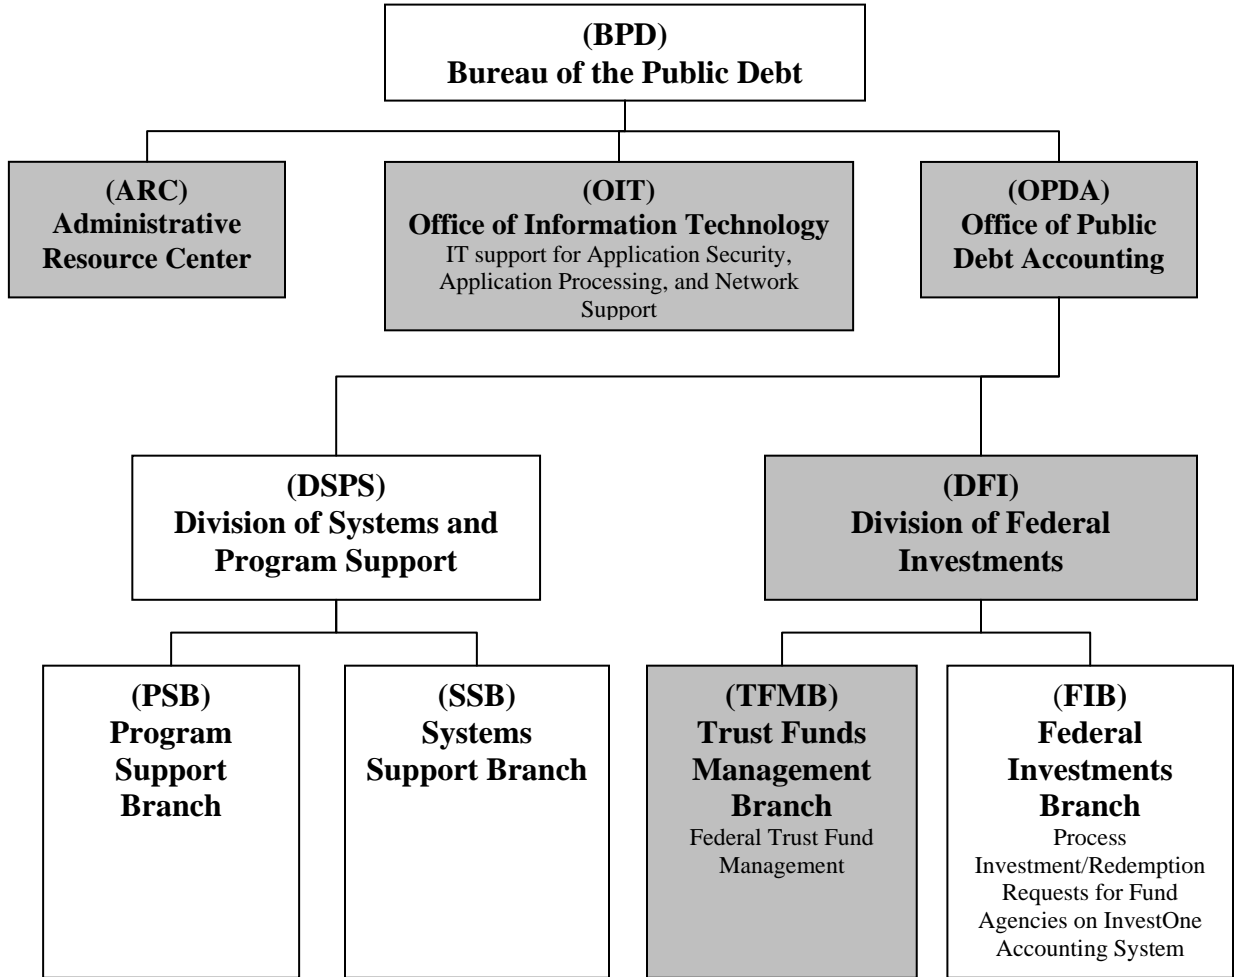 (BPD)
Bureau of the Public Debt
(ARC)
Administrative
Resource Center
(OIT)
Office of Information Technology
IT support for Application Security,
Application Processing, and Network
Support
(OPDA)
Office of Public
Debt Accounting
(DSPS)
Division of Systems and
Program Support
(DFI)
Division of Federal
Investments
(PSB)
Program
Support
Branch
(SSB)
Systems
Support Branch
(TFMB)
Trust Funds
Management
Branch
Federal Trust Fund
Management
(FIB)
Federal
Investments
Branch
Process
Investment/Redemption
Requests for Fund
Agencies on InvestOne
Accounting System